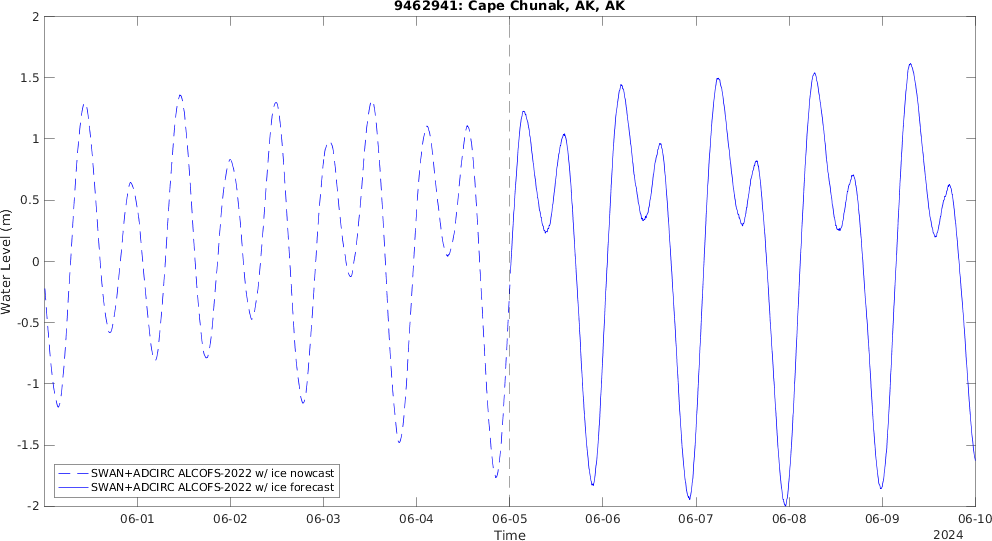 9462941: Cape Chunak, AK, AK
2
1.5
1
0.5
0
-0.5
-1
-1.5
-2
Water Level (m)
SWAN+ADCIRC ALCOFS-2022 w/ ice nowcast
SWAN+ADCIRC ALCOFS-2022 w/ ice forecast
06-01 06-02 06-03 06-04 06-05 06-06 06-07 06-08 06-09 06-10
Time
2024